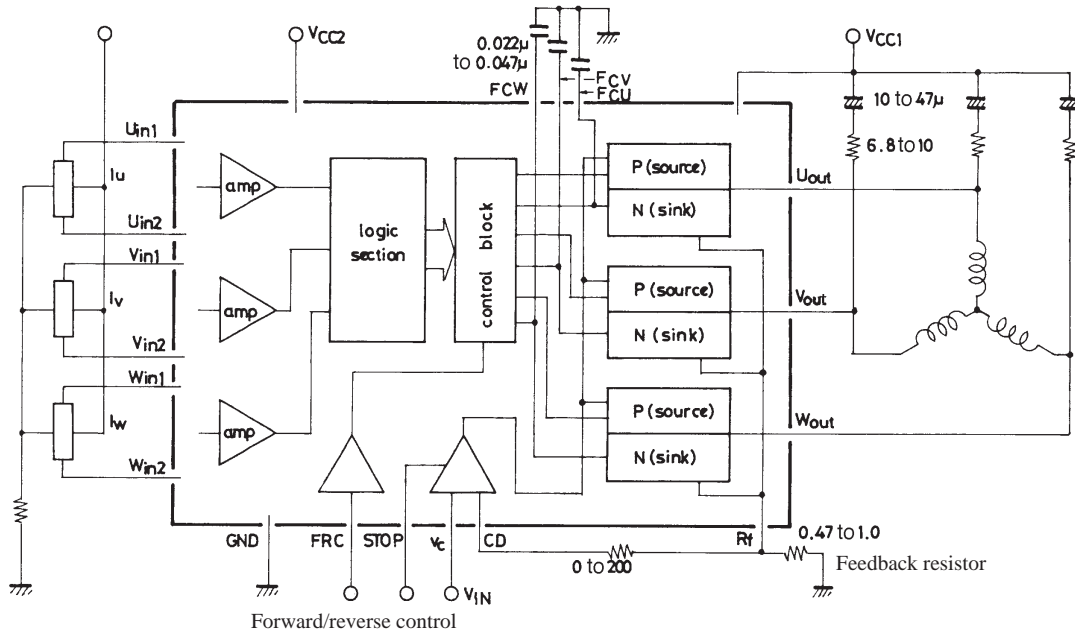 VCC2
0.022µ
to 0.047µ
FCW
FCV
FCU
VCC1
10 to 47µ
6.8 to 10
Uin1
Iu
Uin2
Vin1
Iv
Vin2
Win1
Iw
Win2
amp
amp
amp
logic
section
control block
P (source)
N (sink)
P (source)
N (sink)
P (source)
N (sink)
Uout
Vout
Wout
GND
FRC
STOP
Vc
CD
Rf
0.47 to 1.0
0 to 200
Feedback resistor
VIN
Forward/reverse control